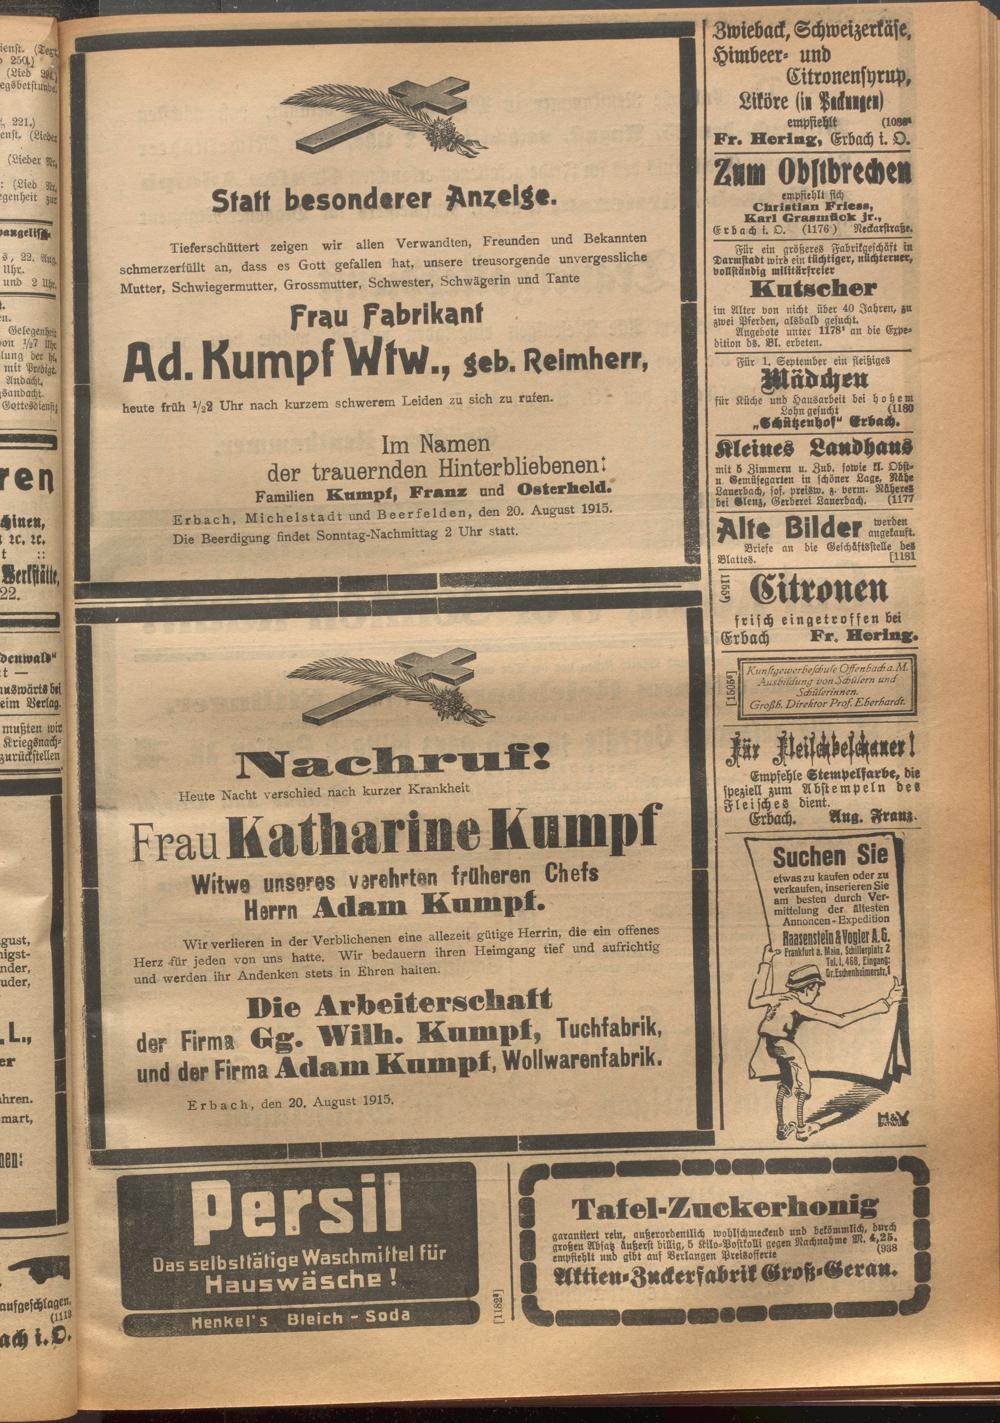 Statt besonderer Anzeige.
Tieferschüttert zeigen wir allen Verwandten, Freunden und Bekannten
schmerzerfüllt an, dass es Gott gefallen hat, unsere treusorgende unvergessliche
Mutter, Schwiegermutter, Grossmutter, Schwester, Schwägerin und Tante
Frau Fabrikant
Ad. Kumpf Wtw., geb. Reimherr,
heute früh 1/22 Uhr nach kurzem schwerem Leiden zu sich zu rufen.
Im Namen
der trauernden Hinterbliebenen:
Familien Kumpf, Franz und Osterheld.
Erbach, Michelstadt und Beerfelden, den 20. August 1915.
Die Beerdigung findet Sonntag-Nachmittag 2 Uhr statt.
Nachruf!
Heute Nacht verschied nach kurzer Krankheit
Frau Katharine Kumpf
Witwe unseres verehrten früheren Chefs
Herrn Adam Kumpf.
Wir verlieren in der Verblichenen eine allezeit gütige Herrin, die ein offenes
Herz für jeden von uns hatte. Wir bedauern ihren Heimgang tief und aufrichtig
und werden ihr Andenken stets in Ehren halten.
Die Arbeiterschaft
der Firma Gg. Wilh. Kumpf, Tuchfabrik,
und der Firma Adam Kumpf, Wollwarenfabrik.
Erbach, den 20. August 1915.
Persil
Das selbsttätige Waschmittel für
Hauswäsche!
Henkel's Bleich-Soda
Zwieback, Schweizerkäse,
Himbeer- und
Citronensyrup,
Liköre (in Packungen)
empfiehlt
Fr. Hering, Erbach i. O.
Zum Obstbrechen
empfiehlt sich
Christian Friess,
Karl Grasmück jr.,
Erbach i. O. (1176) Neckarstraße.
Für ein größeres Fabrikgeschäft in
Darmstadt wird ein tüchtiger, nüchterner,
vollständig militärfreier
Kutscher
im Alter von nicht über 40 Jahren, zu
zwei Pferden, alsbald gesucht.
Angebote unter 1178¹ an die Expe-
dition ds. Bl. erbeten.
Für 1. September ein fleißiges
Mädchen
für Küche und Hausarbeit bei hohem
Lohn gesucht (1180
„Schützenhof" Erbach.
Kleines Landhaus
mit 5 Zimmern u. Zub. sowie kl. Obst-
u. Gemüsegarten in schöner Lage, Nähe
Lauerbach, sof. preisw. z. verm. Näheres
bei Glenz, Gerberei Lauerbach. (1177
Alte Bilder werden
angekauft.
Briefe an die Geschäftsstelle des
Blattes. [1181
Citronen
frisch eingetroffen bei
Erbach Fr. Hering.
Kunstgewerbeschule Offenbach a. M.
Ausbildung von Schülern und
Schülerinnen.
Großh. Direktor Prof. Eberhardt.
Für Fleischbeschauer!
Empfehle Stempelfarbe, die
speziell zum Abstempeln des
Fleisches dient.
Erbach. Aug. Franz.
Suchen Sie
etwas zu kaufen oder zu
verkaufen, inserieren Sie
am besten durch Ver-
mittelung der ältesten
Annoncen-Expedition
Haasenstein & Vogler A.G.
Frankfurt a. Main, Schillerplatz 2
Tel. I, 468, Eingang:
Gr. Eschenheimerstr. 1
H&V
Tafel-Zuckerhonig
garantiert rein, außerordentlich wohlschmeckend und bekömmlich, durch
großen Absatz äußerst billig, 5 Kilo-Postkolli gegen Nachnahme M. 4,25,
empfiehlt und gibt auf Verlangen Preisofferte (938
Aktien-Zuckerfabrik Groß-Gerau.